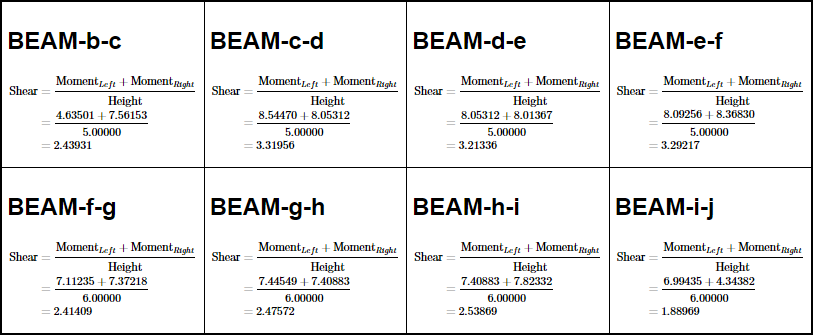 BEAM-b-c
Shear = (Moment_Left + Moment_Right) / Height
= (4.63501 + 7.56153) / 5.00000
= 2.43931
BEAM-c-d
Shear = (Moment_Left + Moment_Right) / Height
= (8.54470 + 8.05312) / 5.00000
= 3.31956
BEAM-d-e
Shear = (Moment_Left + Moment_Right) / Height
= (8.05312 + 8.01367) / 5.00000
= 3.21336
BEAM-e-f
Shear = (Moment_Left + Moment_Right) / Height
= (8.09256 + 8.36830) / 5.00000
= 3.29217
BEAM-f-g
Shear = (Moment_Left + Moment_Right) / Height
= (7.11235 + 7.37218) / 6.00000
= 2.41409
BEAM-g-h
Shear = (Moment_Left + Moment_Right) / Height
= (7.44549 + 7.40883) / 6.00000
= 2.47572
BEAM-h-i
Shear = (Moment_Left + Moment_Right) / Height
= (7.40883 + 7.82332) / 6.00000
= 2.53869
BEAM-i-j
Shear = (Moment_Left + Moment_Right) / Height
= (6.99435 + 4.34382) / 6.00000
= 1.88969